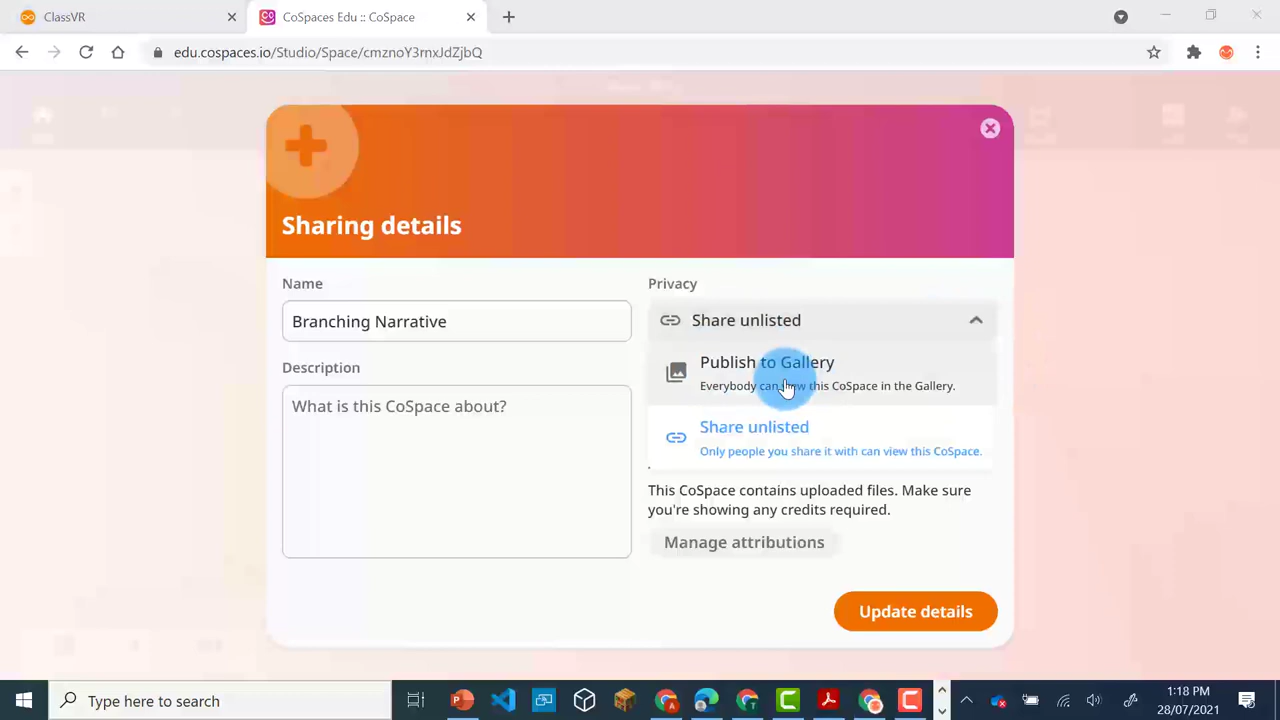 ClassVR
CoSpaces Edu :: CoSpace
edu.cospaces.io/Studio/Space/cmznoY3rnxJdZjbQ
Sharing details
Name
Branching Narrative
Description
What is this CoSpace about?
Privacy
Share unlisted
Publish to Gallery
Everybody can view this CoSpace in the Gallery.
Share unlisted
Only people you share it with can view this CoSpace.
This CoSpace contains uploaded files. Make sure
you're showing any credits required.
Manage attributions
Update details
Type here to search
1:18 PM
28/07/2021